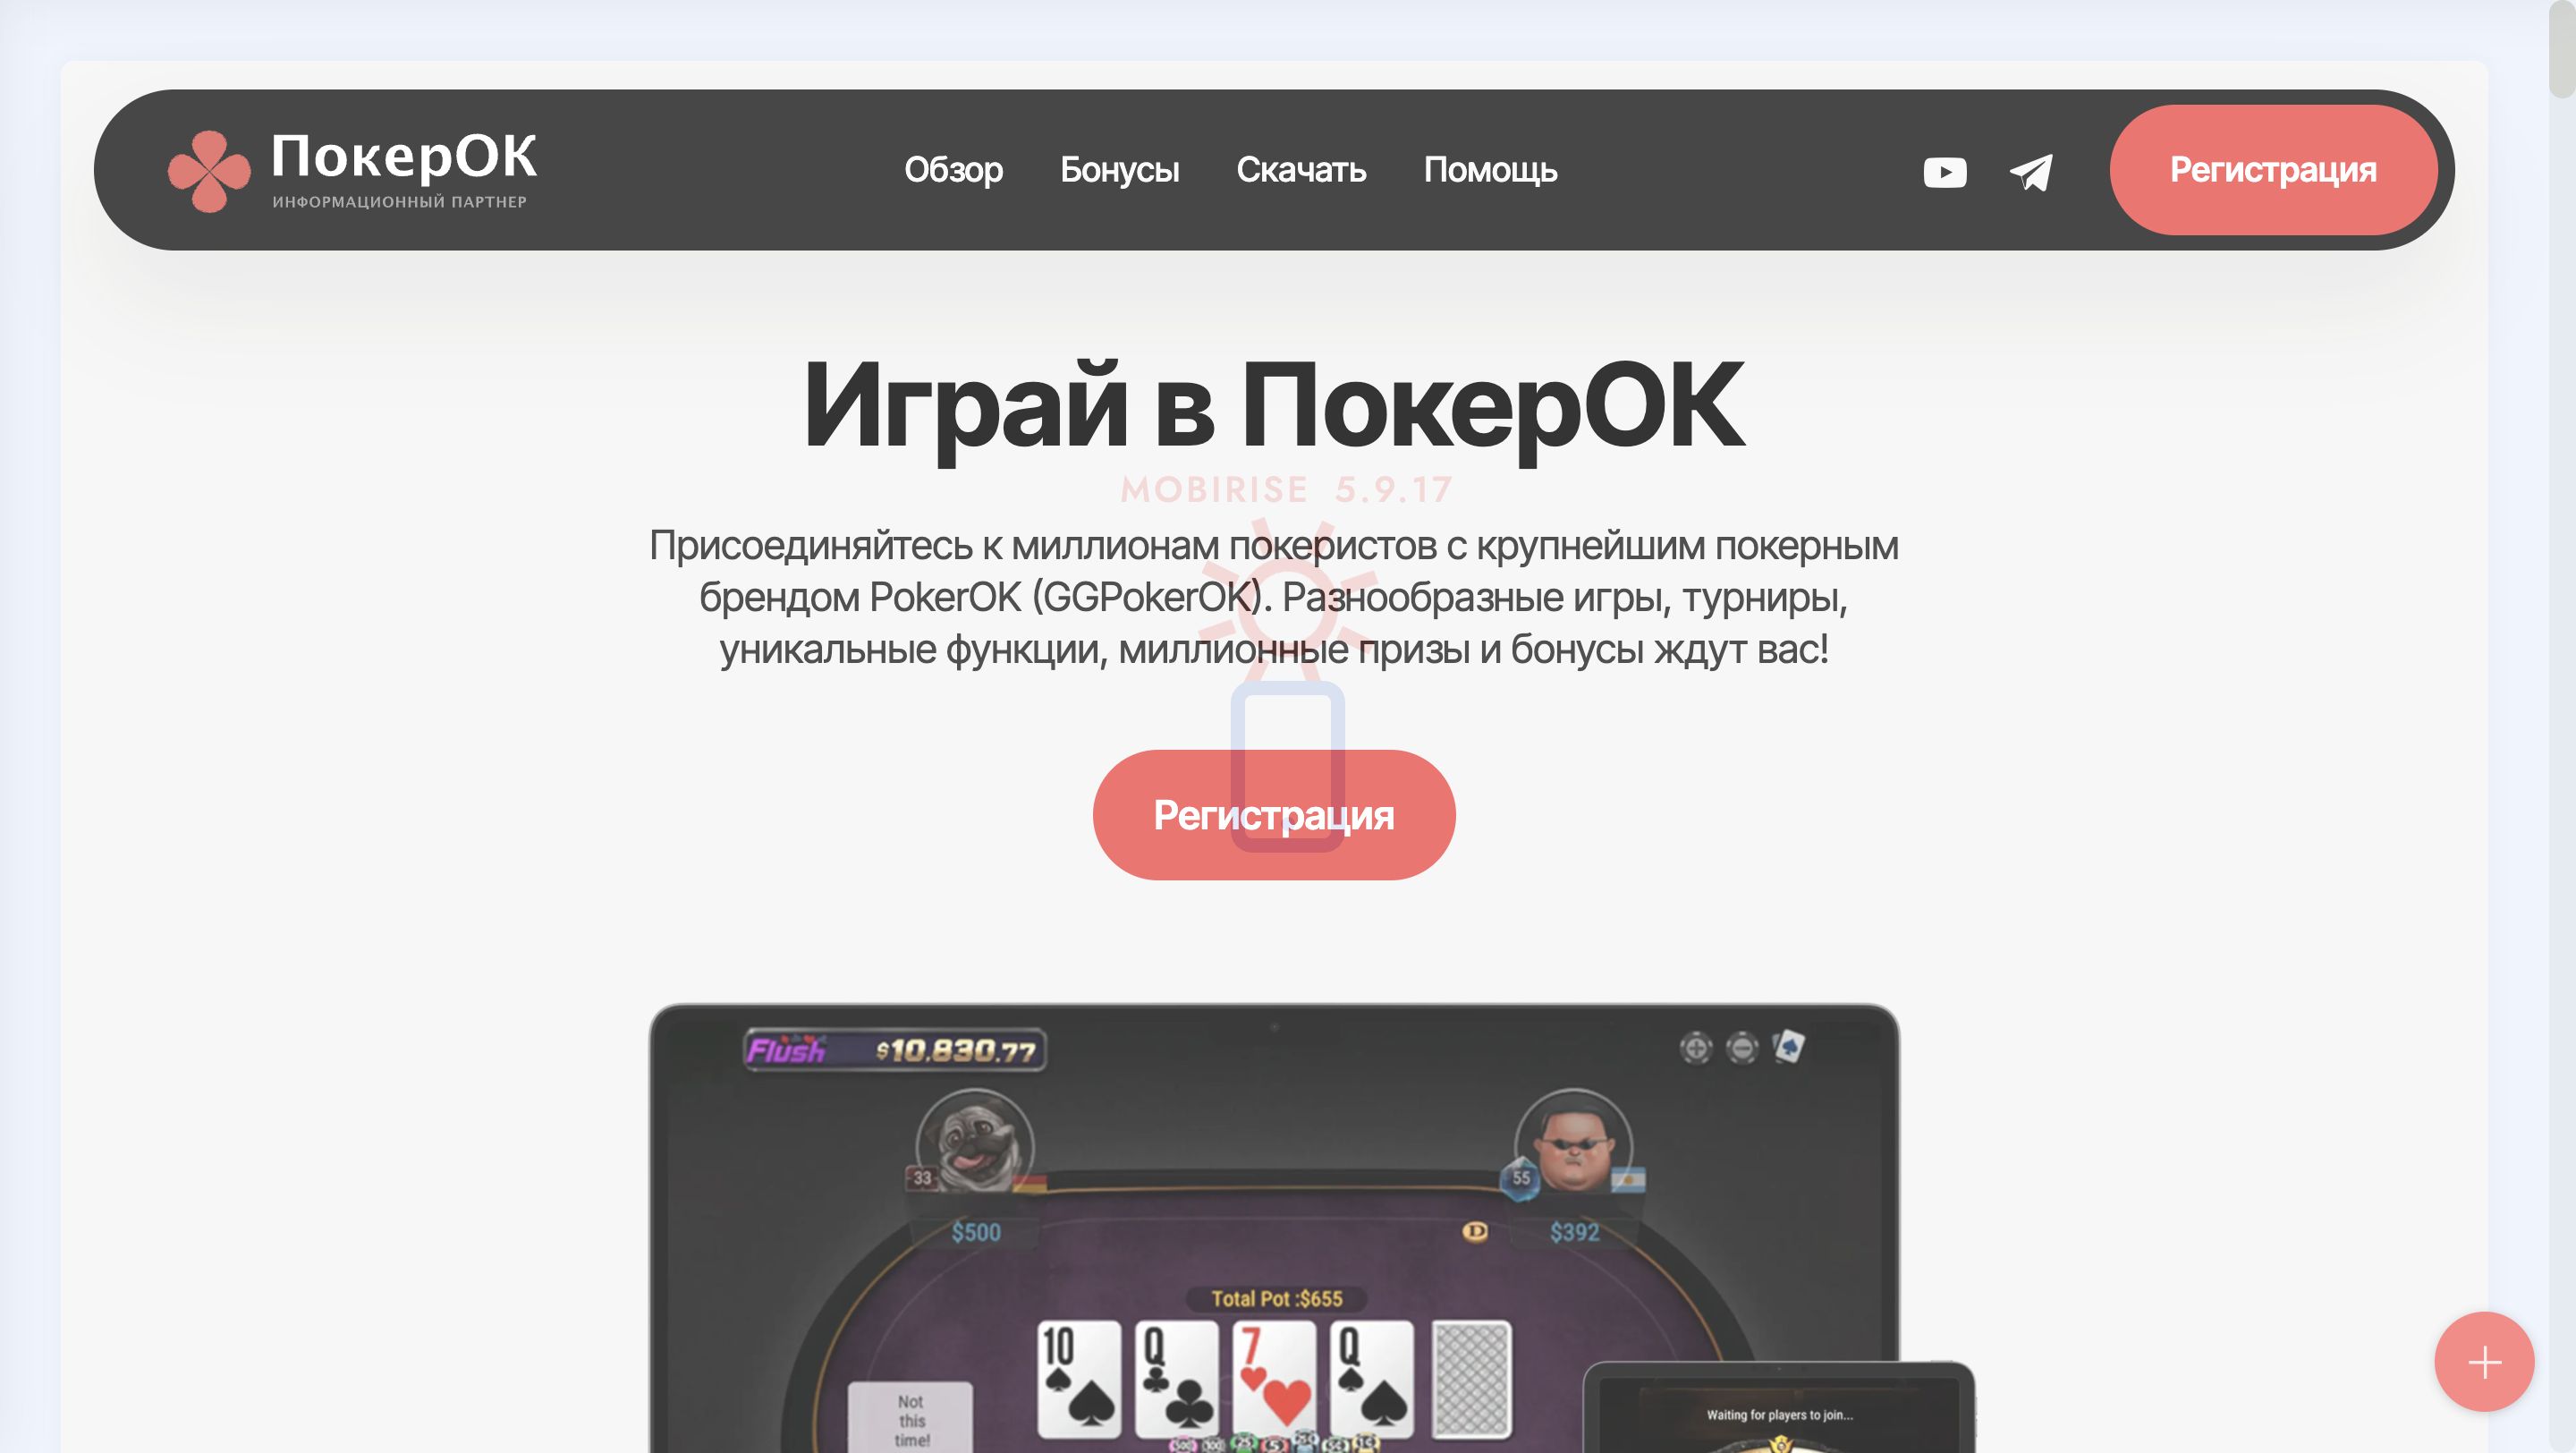 ПокерОК
ИНФОРМАЦИОННЫЙ ПАРТНЕР
Обзор
Бонусы
Скачать
Помощь
Регистрация
Играй в ПокерОК
MOBIRISE 5.9.17
Присоединяйтесь к миллионам покеристов с крупнейшим покерным
брендом PokerOK (GGPokerOK). Разнообразные игры, турниры,
уникальные функции, миллионные призы и бонусы ждут вас!
Регистрация
Flush $10,830.77
33
55
$500
D
$392
Total Pot :$655
10
Q
7
Q
Not
this
time!
Waiting for players to join...